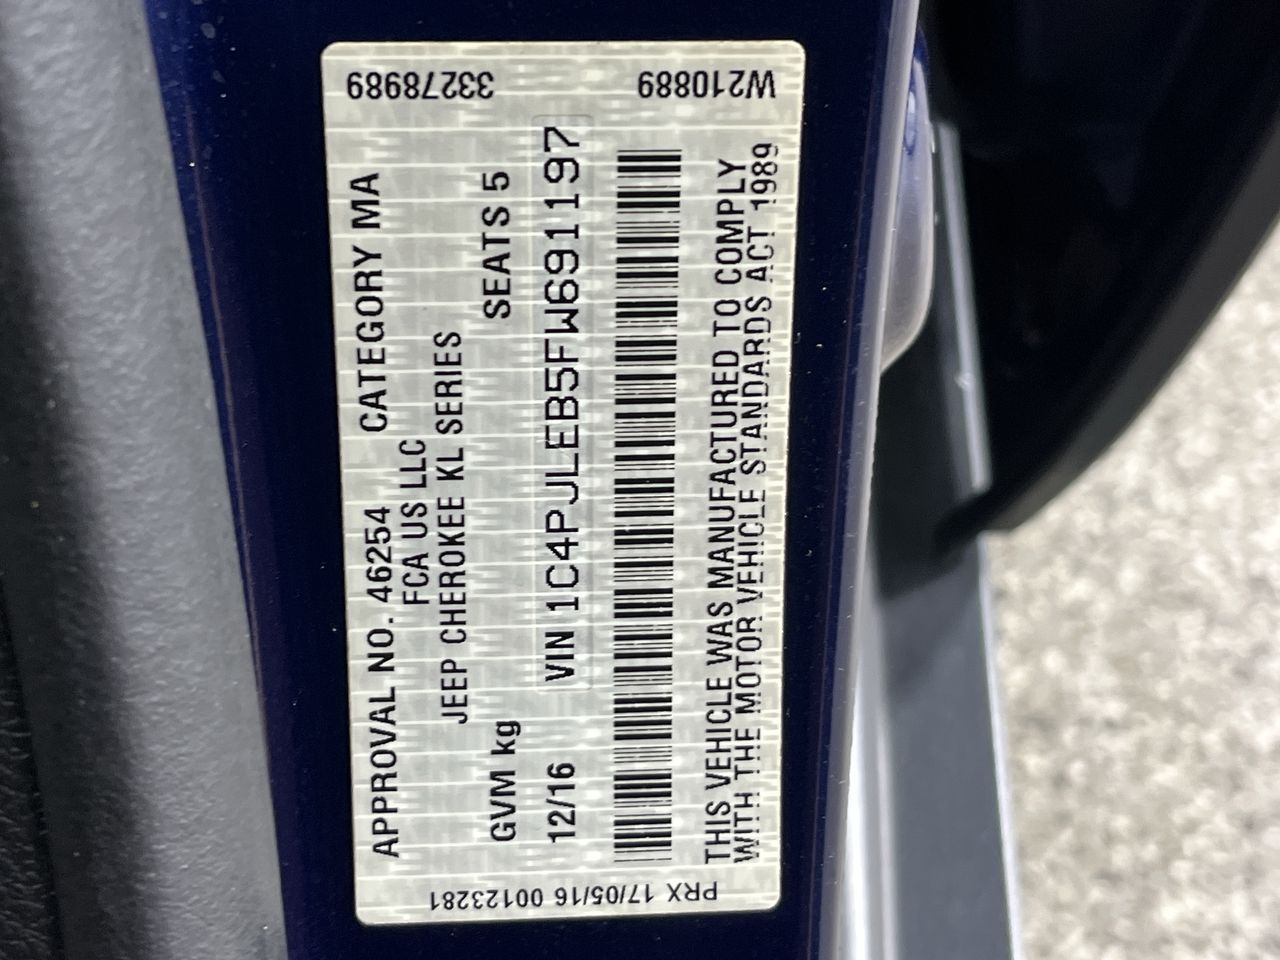 APPROVAL NO. 46254 CATEGORY MA
FCA US LLC
JEEP CHEROKEE KL SERIES
GVM kg SEATS 5
12/16 VIN 1C4PJLEB5FW691197
THIS VEHICLE WAS MANUFACTURED TO COMPLY
WITH THE MOTOR VEHICLE STANDARDS ACT 1989
33278989
W210889
PRX 17/05/16 00123281